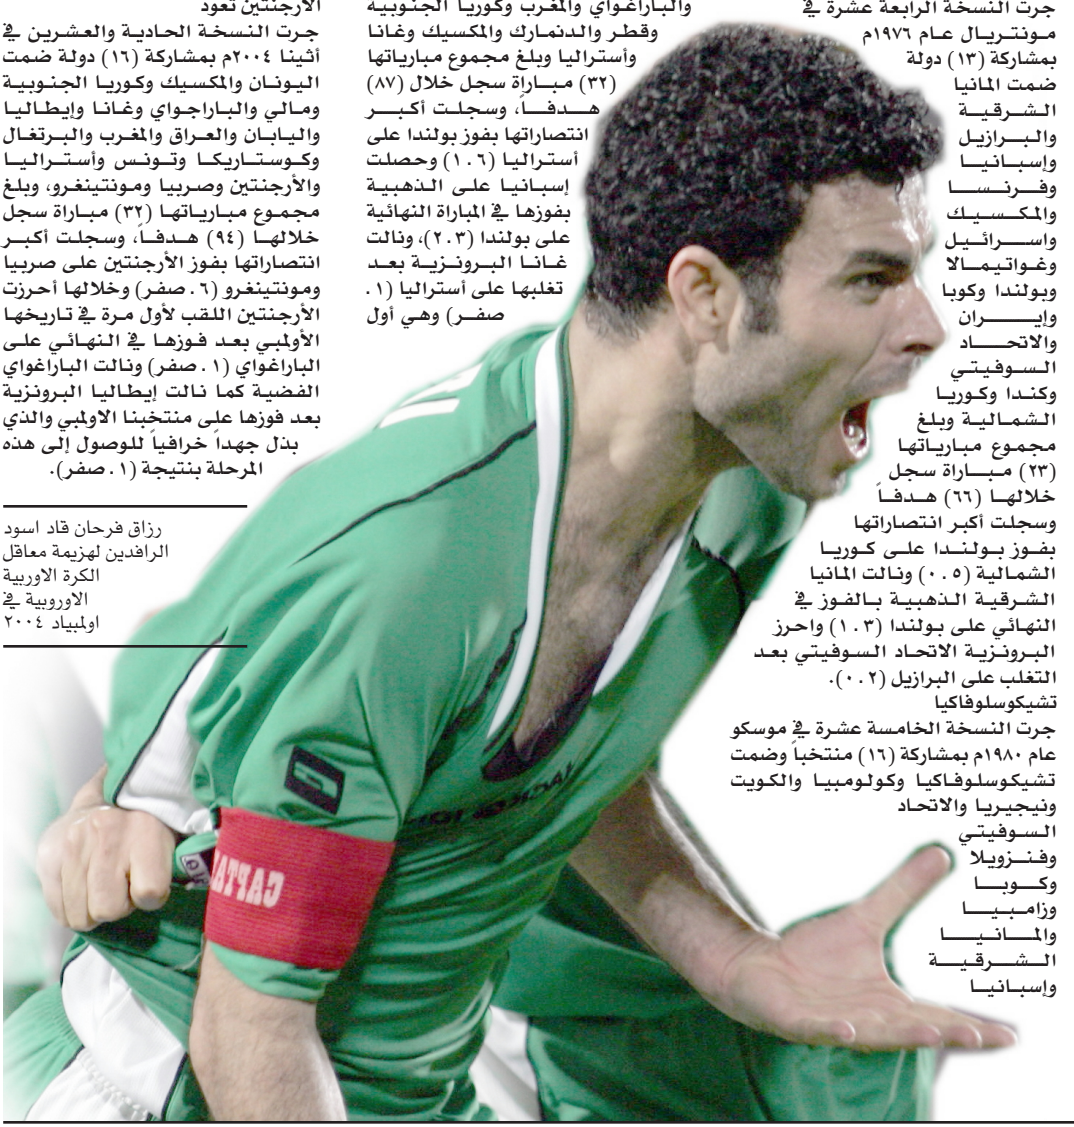 جرت النسخة الرابعة عشرة في
مونتريال عام ١٩٧٦م
بمشاركة (١٣) دولة
ضمت المانيا
الشرقية
والبرازيل
وإسبانيا
وفرنسا
والمكسيك
واسرائيل
وغواتيمالا
وبولندا وكوبا
وإيران
والاتحاد
السوفيتي
وكندا وكوريا
الشمالية وبلغ
مجموع مبارياتها
(٢٣) مباراة سجل
خلالها (٦٦) هدفاً
وسجلت أكبر انتصاراتها
بفوز بولندا على كوريا
الشمالية (٥ . ٠) ونالت المانيا
الشرقية الذهبية بالفوز في
النهائي على بولندا (٣ . ١) واحرز
البرونزية الاتحاد السوفيتي بعد
التغلب على البرازيل (٢ . ٠).
تشيكوسلوفاكيا
جرت النسخة الخامسة عشرة في موسكو
عام ١٩٨٠م بمشاركة (١٦) منتخباً وضمت
تشيكوسلوفاكيا وكولومبيا والكويت
ونيجيريا والاتحاد
السوفيتي
وفنزويلا
وكوبا
وزامبيا
والمانيا
الشرقية
وإسبانيا
والباراغواي والمغرب وكوريا الجنوبية
وقطر والدنمارك والمكسيك وغانا
وأستراليا وبلغ مجموع مبارياتها
(٣٢) مباراة سجل خلال (٨٧)
هدفاً، وسجلت أكبر
انتصاراتها بفوز بولندا على
أستراليا (٦ . ١) وحصلت
إسبانيا على الذهبية
بفوزها في المباراة النهائية
على بولندا (٣ . ٢)، ونالت
غانا البرونزية بعد
تغلبها على أستراليا (١ .
صفر) وهي أول
الأرجنتين تعود
جرت النسخة الحادية والعشرين في
أثينا ٢٠٠٤م بمشاركة (١٦) دولة ضمت
اليونان والمكسيك وكوريا الجنوبية
ومالي والباراجواي وغانا وإيطاليا
واليابان والعراق والمغرب والبرتغال
وكوستاريكا وتونس وأستراليا
والأرجنتين وصربيا ومونتينغرو، وبلغ
مجموع مبارياتها (٣٢) مباراة سجل
خلالها (٩٤) هدفاً، وسجلت أكبر
انتصاراتها بفوز الأرجنتين على صربيا
ومونتينغرو (٦ . صفر) وخلالها أحرزت
الأرجنتين اللقب لأول مرة في تاريخها
الأولمبي بعد فوزها في النهائي على
الباراغواي (١ . صفر) ونالت الباراغواي
الفضية كما نالت إيطاليا البرونزية
بعد فوزها على منتخبنا الاولمبي والذي
بذل جهداً خرافياً للوصول إلى هذه
المرحلة بنتيجة (١ . صفر).
رزاق فرحان قاد اسود
الرافدين لهزيمة معاقل
الكرة الاوربية
الاوروبية في
اولمبياد ٢٠٠٤